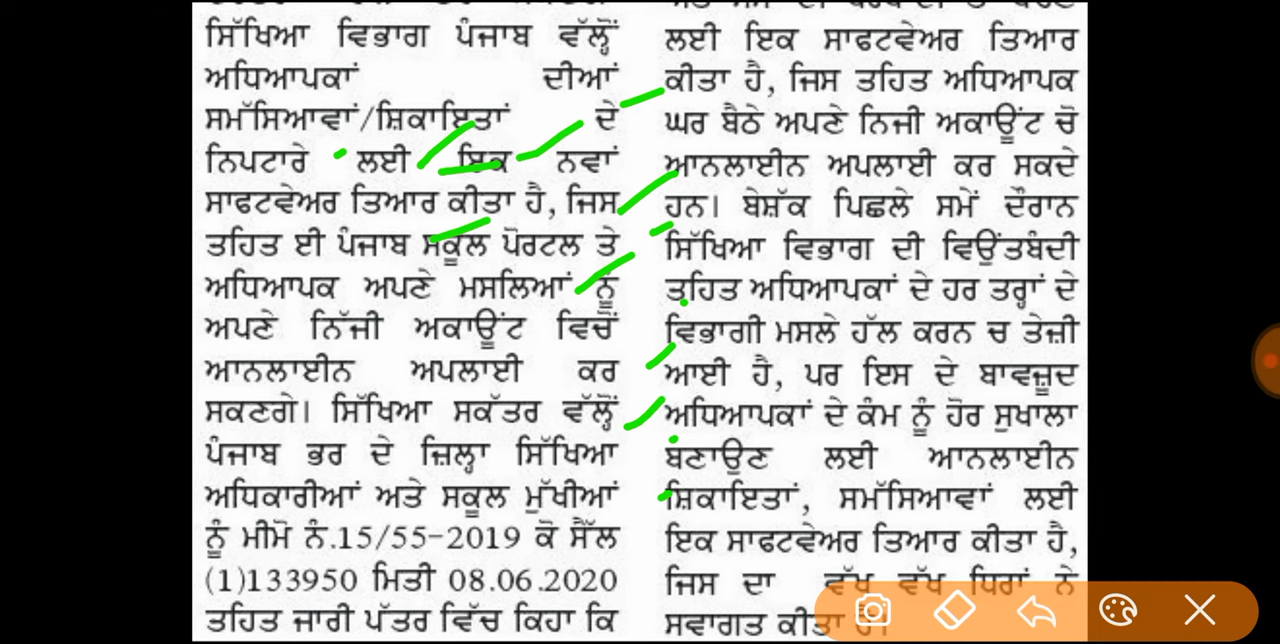 ਸਿੱਖਿਆ ਵਿਭਾਗ ਪੰਜਾਬ ਵੱਲ੍ਹੋਂ
ਅਧਿਆਪਕਾਂ ਦੀਆਂ
ਸਮੱਸਿਆਵਾਂ/ਸ਼ਿਕਾਇਤਾਂ ਦੇ
ਨਿਪਟਾਰੇ ਲਈ ਇਕ ਨਵਾਂ
ਸਾਫਟਵੇਅਰ ਤਿਆਰ ਕੀਤਾ ਹੈ, ਜਿਸ
ਤਹਿਤ ਈ ਪੰਜਾਬ ਸਕੂਲ ਪੋਰਟਲ ਤੇ
ਅਧਿਆਪਕ ਅਪਣੇ ਮਸਲਿਆਂ ਨੂੰ
ਅਪਣੇ ਨਿੱਜੀ ਅਕਾਊਂਟ ਵਿਚੋਂ
ਆਨਲਾਈਨ ਅਪਲਾਈ ਕਰ
ਸਕਣਗੇ। ਸਿੱਖਿਆ ਸਕੱਤਰ ਵੱਲ੍ਹੋਂ
ਪੰਜਾਬ ਭਰ ਦੇ ਜ਼ਿਲ੍ਹਾ ਸਿੱਖਿਆ
ਅਧਿਕਾਰੀਆਂ ਅਤੇ ਸਕੂਲ ਮੁੱਖੀਆਂ
ਨੂੰ ਮੀਮੋ ਨੰ.15/55-2019 ਕੋ ਸੈੱਲ
(1)133950 ਮਿਤੀ 08.06.2020
ਤਹਿਤ ਜਾਰੀ ਪੱਤਰ ਵਿੱਚ ਕਿਹਾ ਕਿ
ਲਈ ਇਕ ਸਾਫਟਵੇਅਰ ਤਿਆਰ
ਕੀਤਾ ਹੈ, ਜਿਸ ਤਹਿਤ ਅਧਿਆਪਕ
ਘਰ ਬੈਠੇ ਅਪਣੇ ਨਿਜੀ ਅਕਾਊਂਟ ਚੋ
ਆਨਲਾਈਨ ਅਪਲਾਈ ਕਰ ਸਕਦੇ
ਹਨ। ਬੇਸ਼ੱਕ ਪਿਛਲੇ ਸਮੇਂ ਦੌਰਾਨ
ਸਿੱਖਿਆ ਵਿਭਾਗ ਦੀ ਵਿਉਂਤਬੰਦੀ
ਤਹਿਤ ਅਧਿਆਪਕਾਂ ਦੇ ਹਰ ਤਰ੍ਹਾਂ ਦੇ
ਵਿਭਾਗੀ ਮਸਲੇ ਹੱਲ ਕਰਨ ਚ ਤੇਜ਼ੀ
ਆਈ ਹੈ, ਪਰ ਇਸ ਦੇ ਬਾਵਜੂਦ
ਅਧਿਆਪਕਾਂ ਦੇ ਕੰਮ ਨੂੰ ਹੋਰ ਸੁਖਾਲਾ
ਬਣਾਉਣ ਲਈ ਆਨਲਾਈਨ
ਸ਼ਿਕਾਇਤਾਂ, ਸਮੱਸਿਆਵਾਂ ਲਈ
ਇਕ ਸਾਫਟਵੇਅਰ ਤਿਆਰ ਕੀਤਾ ਹੈ,
ਜਿਸ ਦਾ ਵੱਖ ਵੱਖ ਧਿਰਾਂ ਨੇ
ਸਵਾਗਤ ਕੀਤਾ ਹੈ।